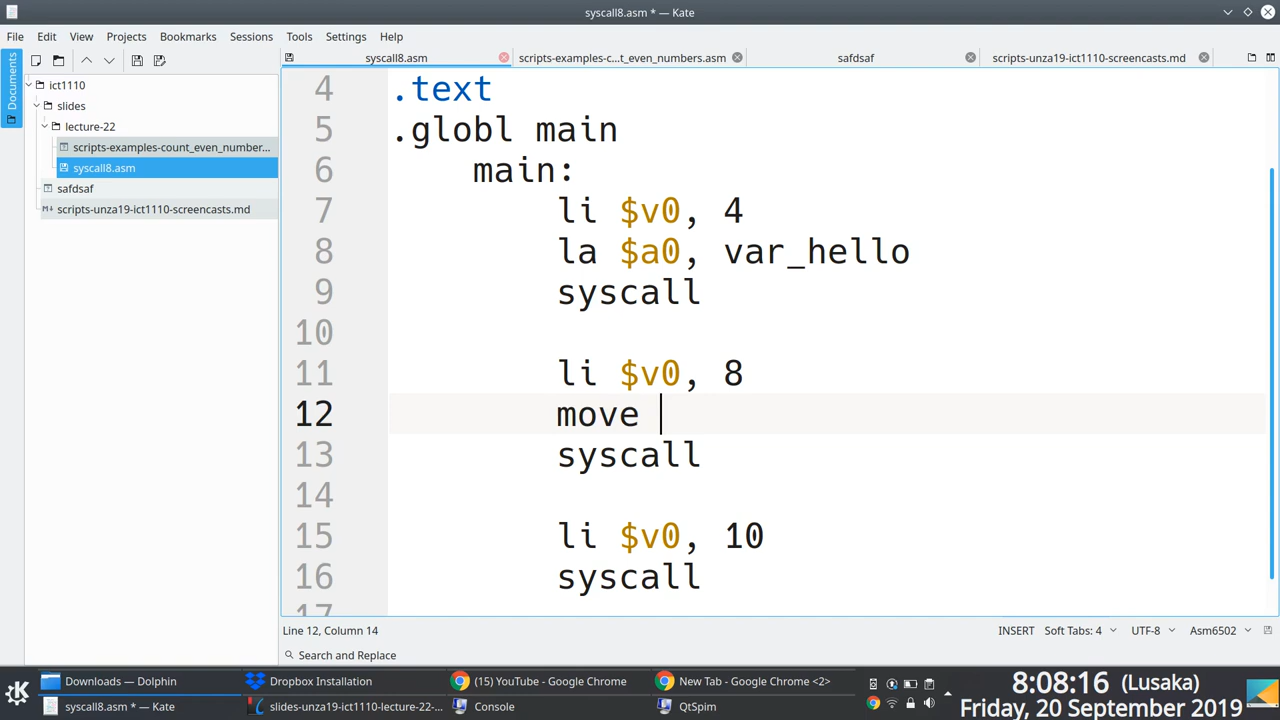 syscall8.asm * — Kate
File Edit View Projects Bookmarks Sessions Tools Settings Help
syscall8.asm scripts-examples-c...t_even_numbers.asm safdsaf scripts-unza19-ict1110-screencasts.md
Documents
ict1110
slides
lecture-22
scripts-examples-count_even_number...
syscall8.asm
safdsaf
scripts-unza19-ict1110-screencasts.md
4 .text
5 .globl main
6 main:
7 li $v0, 4
8 la $a0, var_hello
9 syscall
10
11 li $v0, 8
12 move
13 syscall
14
15 li $v0, 10
16 syscall
17
Line 12, Column 14 INSERT Soft Tabs: 4 UTF-8 Asm6502
Search and Replace
Downloads — Dolphin Dropbox Installation (15) YouTube - Google Chrome New Tab - Google Chrome <2>
syscall8.asm * — Kate slides-unza19-ict1110-lecture-22-... Console QtSpim
8:08:16 (Lusaka)
Friday, 20 September 2019